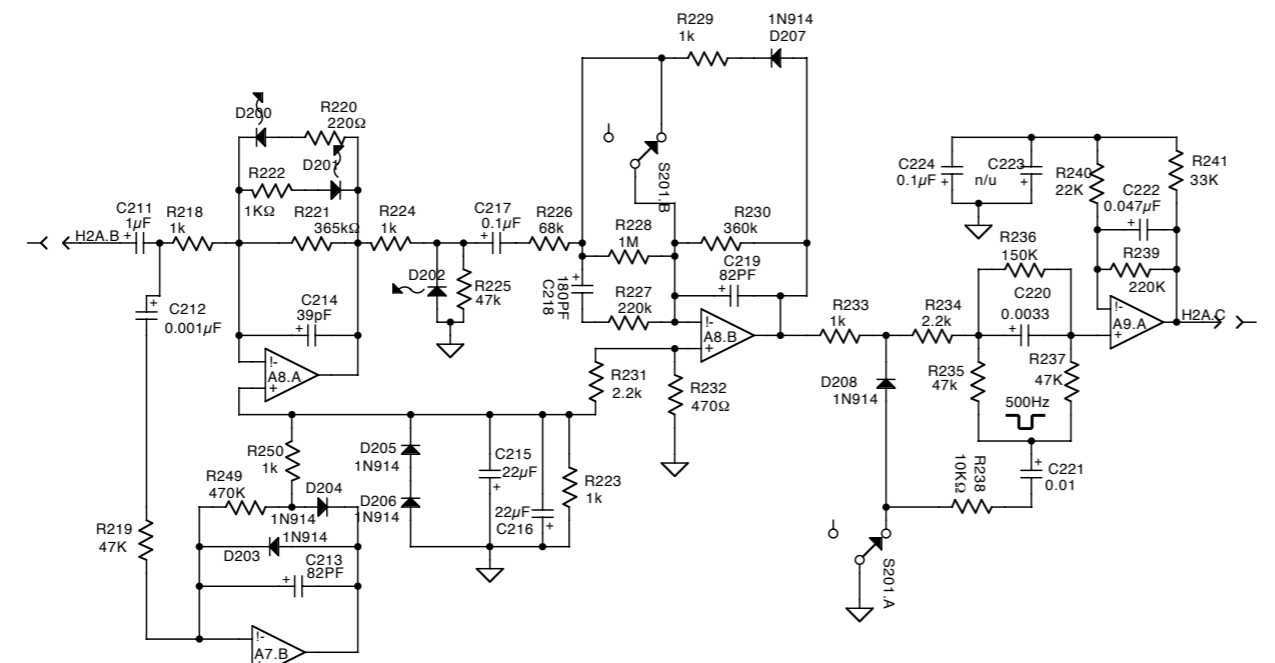 R229
1k
1N914
D207
D200
R220
220Ω
D201
R222
1KΩ
S201.B
C224
0.1µF
C223
n/u
R240
22K
R241
33K
C222
0.047µF
C211
1µF
R218
1k
R221
365kΩ
R224
1k
C217
0.1µF
R226
68k
R228
1M
R230
360k
H2A.B
R236
150K
R239
220K
D202
R225
47k
180PF
C218
R227
220k
C219
82PF
C212
0.001µF
C214
39pF
C220
0.0033
R233
1k
R234
2.2k
!-
A8.B
+
!-
A9.A
+
H2A.C
!-
A8.A
+
R231
2.2k
R232
470Ω
D208
1N914
R235
47k
R237
47K
500Hz
R250
1k
D205
1N914
C215
22µF
R223
1k
R249
470K
D204
1N914
D206
1N914
22µF
C216
R238
10KΩ
C221
0.01
R219
47K
D203
1N914
C213
82PF
S201.A
!-
A7.B
+